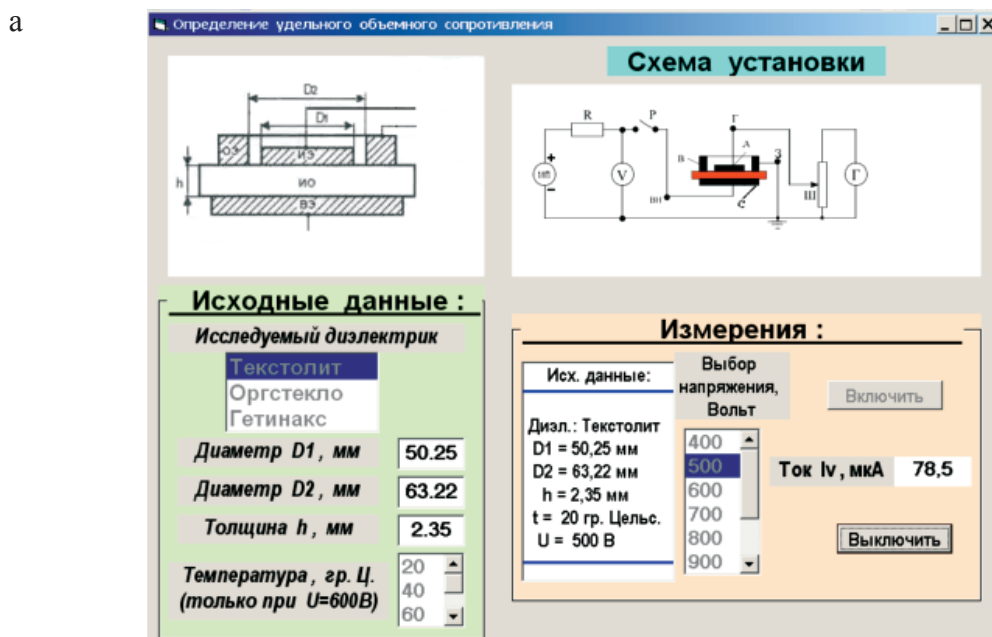 а
Определение удельного объемного сопротивления
D2
D1
ОЭ
ИЭ
h
ИО
ВЭ
Схема установки
R
P
Г
A
B
З
V
Ш
Г
C
Исходные данные :
Исследуемый диэлектрик
Текстолит
Оргстекло
Гетинакс
Диаметр D1 , мм
50.25
Диаметр D2 , мм
63.22
Толщина h , мм
2.35
Температура , гр. Ц.
(только при U=600В)
20
40
60
Измерения :
Исх. данные:
Диэл.: Текстолит
D1 = 50,25 мм
D2 = 63,22 мм
h = 2,35 мм
t = 20 гр. Цельс.
U = 500 В
Выбор
напряжения,
Вольт
400
500
600
700
800
900
Включить
Ток Iv , мкА
78,5
Выключить